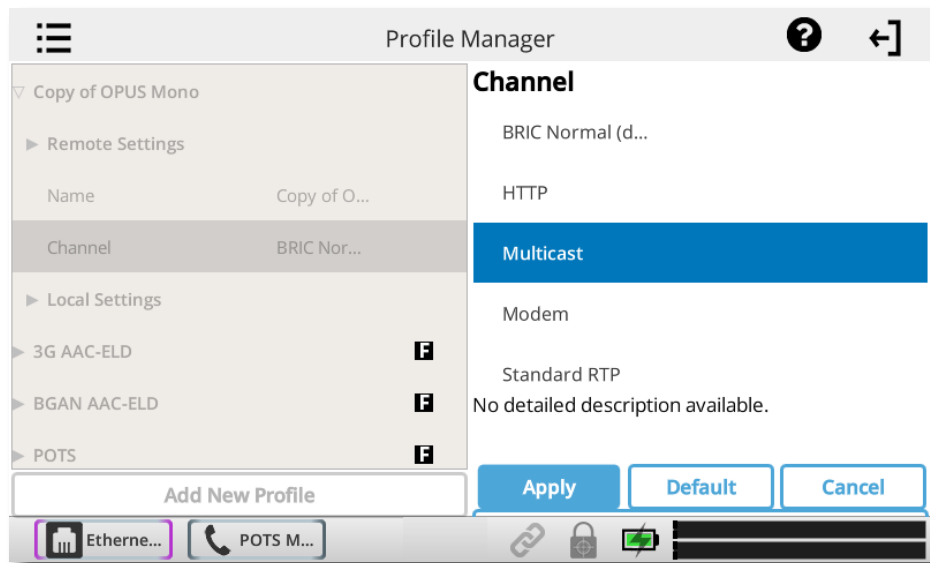 Profile Manager
?
Copy of OPUS Mono
Remote Settings
Name Copy of O...
Channel BRIC Nor...
Local Settings
3G AAC-ELD F
BGAN AAC-ELD F
POTS F
Add New Profile
Channel
BRIC Normal (d...
HTTP
Multicast
Modem
Standard RTP
No detailed description available.
Apply Default Cancel
Etherne... POTS M...